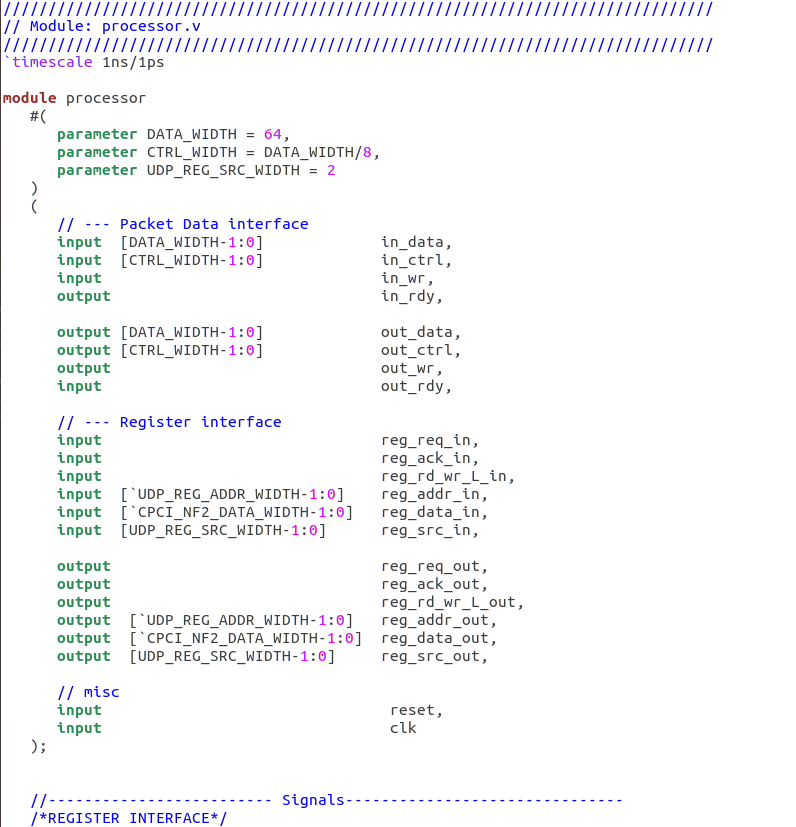 ///////////////////////////////////////////////////////////////////////////////
// Module: processor.v
///////////////////////////////////////////////////////////////////////////////
`timescale 1ns/1ps

module processor
   #(
      parameter DATA_WIDTH = 64,
      parameter CTRL_WIDTH = DATA_WIDTH/8,
      parameter UDP_REG_SRC_WIDTH = 2
   )
   (
      // --- Packet Data interface
      input  [DATA_WIDTH-1:0]             in_data,
      input  [CTRL_WIDTH-1:0]             in_ctrl,
      input                               in_wr,
      output                              in_rdy,

      output [DATA_WIDTH-1:0]             out_data,
      output [CTRL_WIDTH-1:0]             out_ctrl,
      output                              out_wr,
      input                               out_rdy,

      // --- Register interface
      input                               reg_req_in,
      input                               reg_ack_in,
      input                               reg_rd_wr_L_in,
      input  [`UDP_REG_ADDR_WIDTH-1:0]    reg_addr_in,
      input  [`CPCI_NF2_DATA_WIDTH-1:0]   reg_data_in,
      input  [UDP_REG_SRC_WIDTH-1:0]      reg_src_in,

      output                              reg_req_out,
      output                              reg_ack_out,
      output                              reg_rd_wr_L_out,
      output  [`UDP_REG_ADDR_WIDTH-1:0]   reg_addr_out,
      output  [`CPCI_NF2_DATA_WIDTH-1:0]  reg_data_out,
      output  [UDP_REG_SRC_WIDTH-1:0]     reg_src_out,

      // misc
      input                                reset,
      input                                clk
   );


   //------------------------- Signals-------------------------------
   /*REGISTER INTERFACE*/